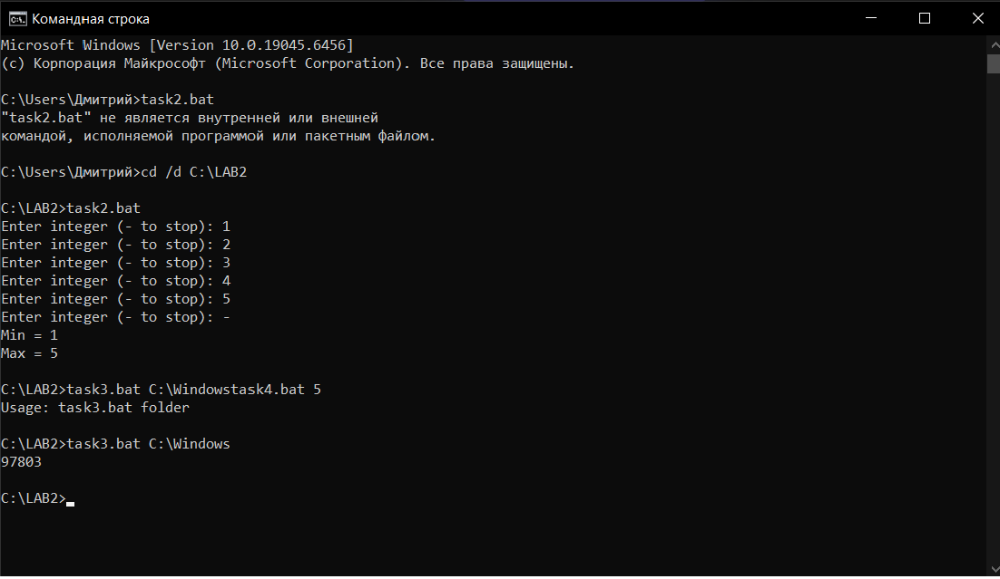 Командная строка
Microsoft Windows [Version 10.0.19045.6456]
(c) Корпорация Майкрософт (Microsoft Corporation). Все права защищены.
C:\Users\Дмитрий>task2.bat
"task2.bat" не является внутренней или внешней
командой, исполняемой программой или пакетным файлом.
C:\Users\Дмитрий>cd /d C:\LAB2
C:\LAB2>task2.bat
Enter integer (- to stop): 1
Enter integer (- to stop): 2
Enter integer (- to stop): 3
Enter integer (- to stop): 4
Enter integer (- to stop): 5
Enter integer (- to stop): -
Min = 1
Max = 5
C:\LAB2>task3.bat C:\Windowstask4.bat 5
Usage: task3.bat folder
C:\LAB2>task3.bat C:\Windows
97803
C:\LAB2>